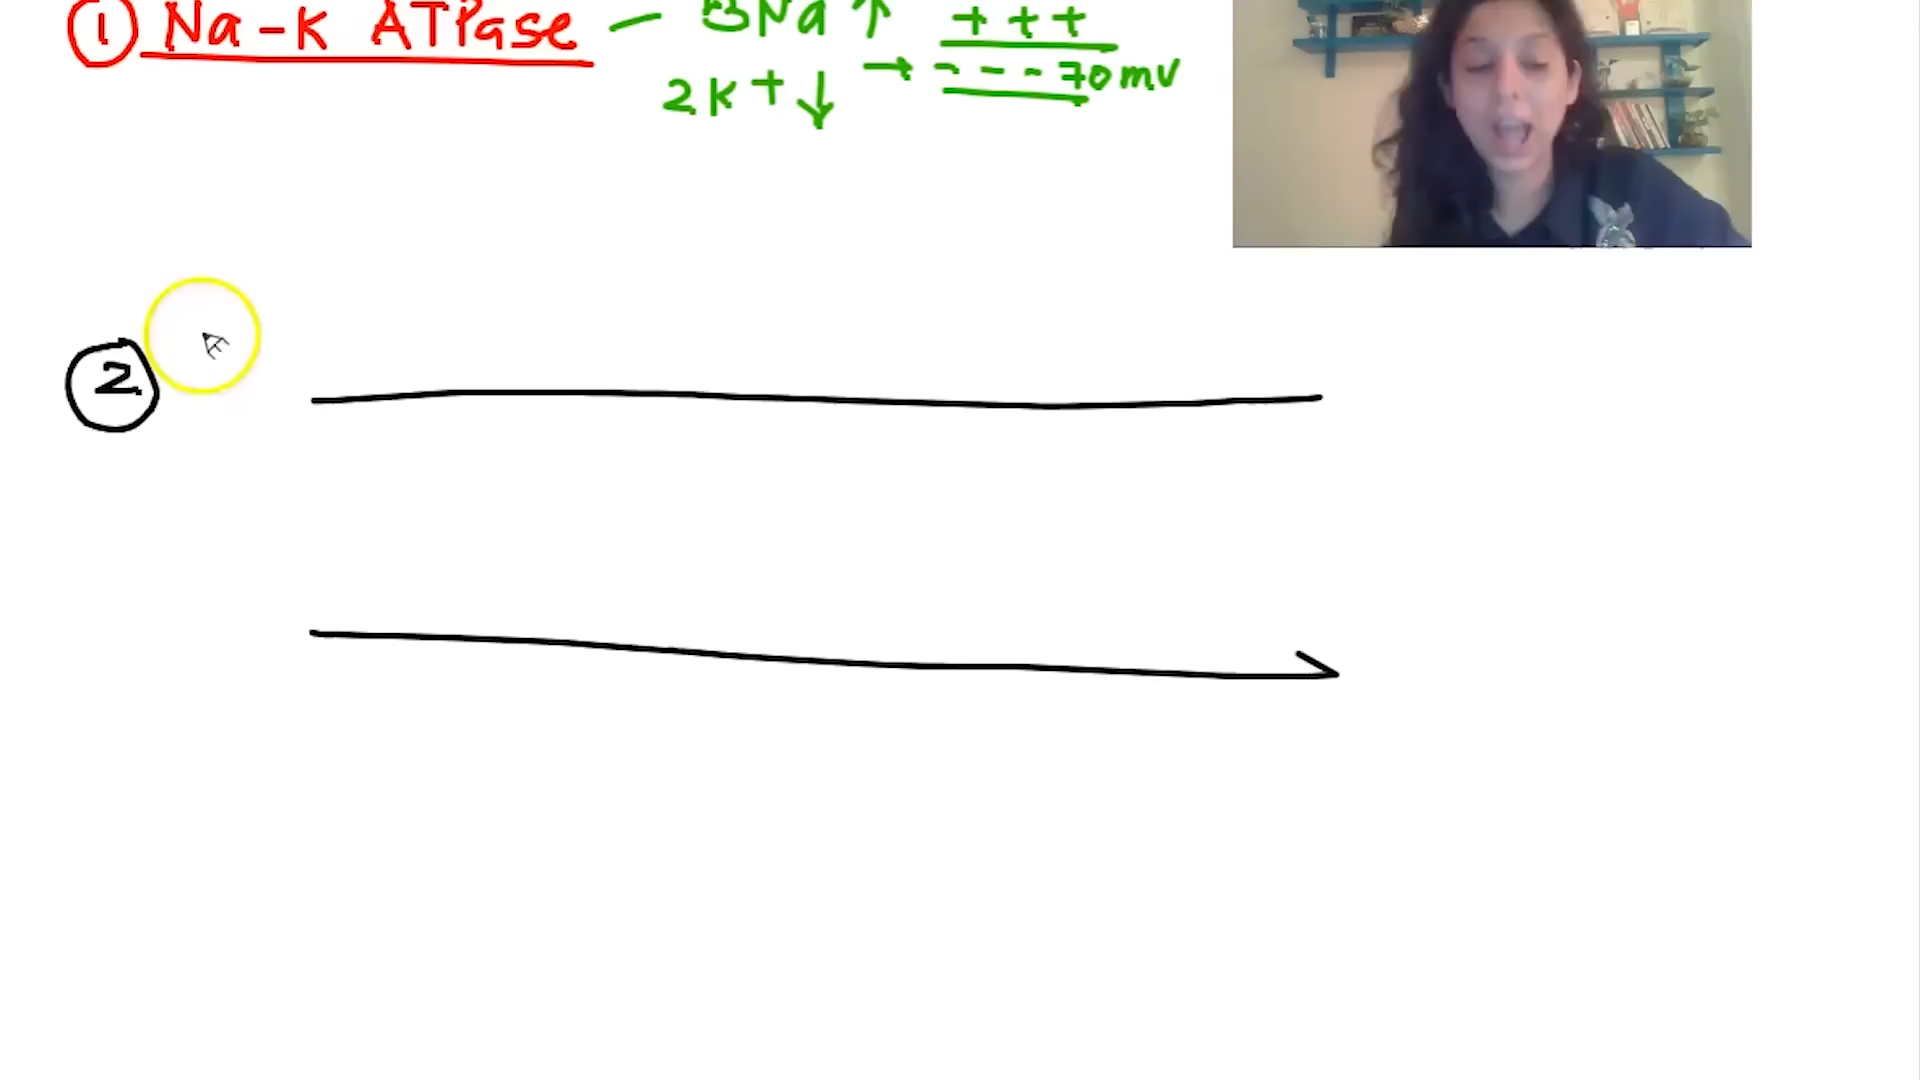 ① Na-K ATPase — 3Na ↑ + + +
2K+ ↓ → - - - 70mV
②